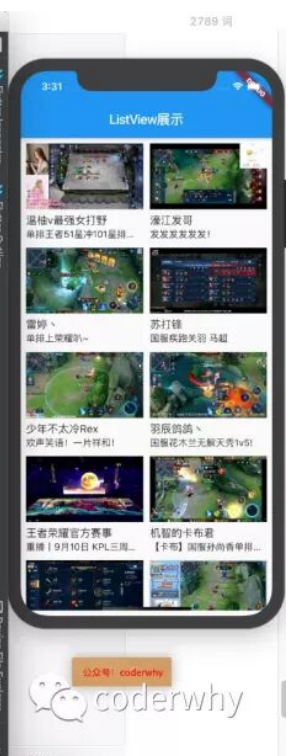 2789 词
3:31
ListView展示
温柚v最强女打野
濠江发哥
单排王者51星冲101星排...
发发发发发发！
雷婷丶
苏打锋
单排上荣耀叭~
国服疾跑关羽 马超
少年不太冷Rex
羽辰鸽鸽丶
欢声笑语！一片祥和！
国服花木兰无解天秀1v5!
王者荣耀官方赛事
机智的卡布君
重播丨9月10日 KPL三周...
【卡布】国服孙尚香单排...
公众号：coderwhy
coderwhy